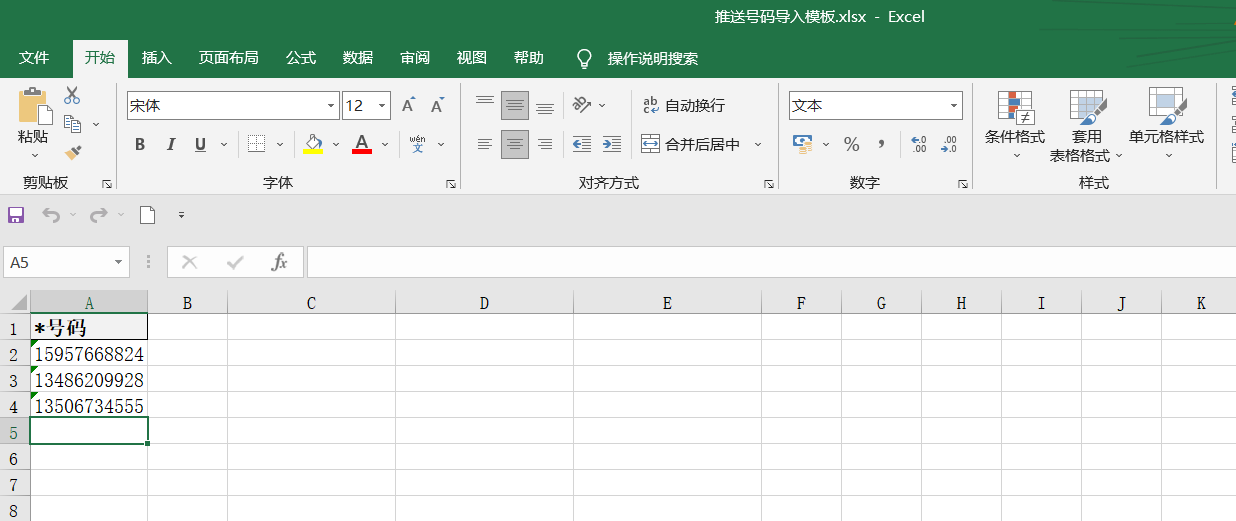 推送号码导入模板.xlsx - Excel
文件 开始 插入 页面布局 公式 数据 审阅 视图 帮助 操作说明搜索
粘贴
剪贴板
宋体 12
B I U A wén 文
字体
ab 自动换行
合并后居中
对齐方式
文本
% , .00 .00
数字
条件格式 套用表格格式 单元格样式
样式
A5 fx
A B C D E F G H I J K
1 *号码
2 15957668824
3 13486209928
4 13506734555
5
6
7
8